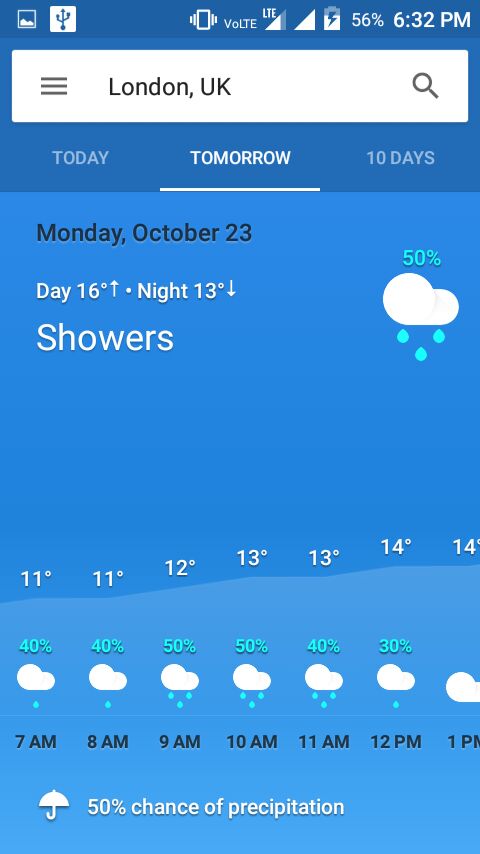 VoLTE LTE 56% 6:32 PM
London, UK
TODAY TOMORROW 10 DAYS
Monday, October 23
50%
Day 16°↑ • Night 13°↓
Showers
11° 11° 12° 13° 13° 14° 14°
40% 40% 50% 50% 40% 30%
7 AM 8 AM 9 AM 10 AM 11 AM 12 PM 1 PM
50% chance of precipitation